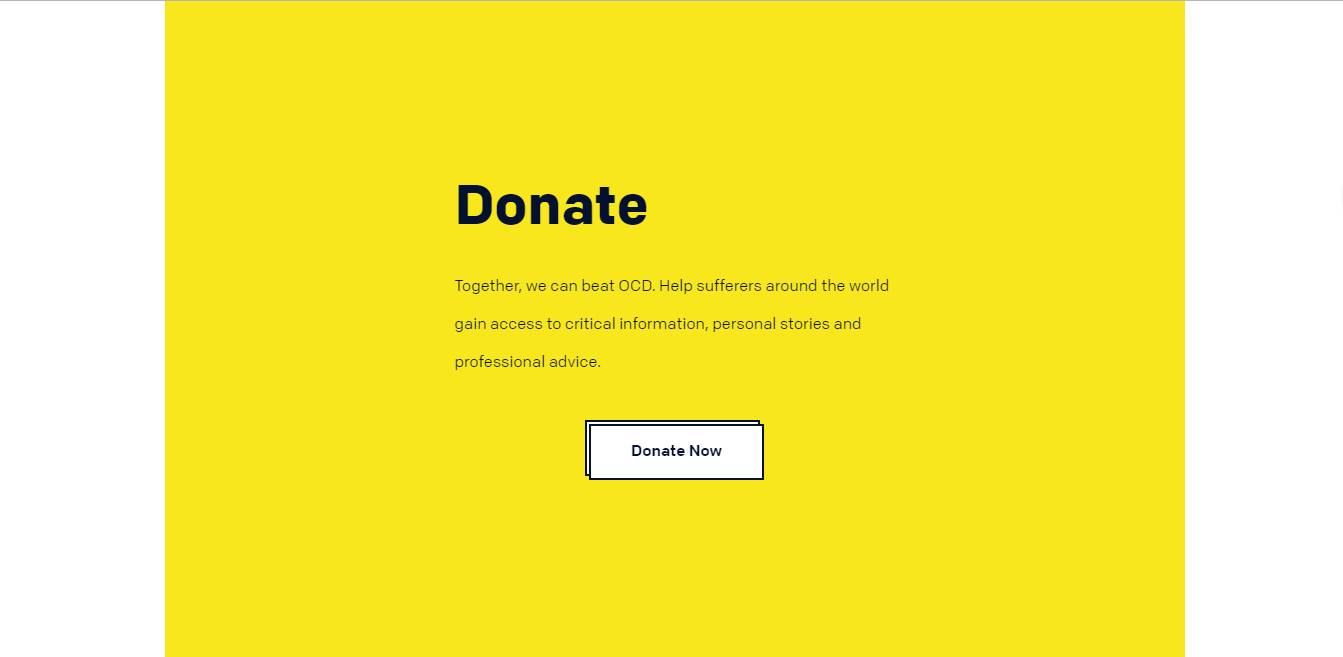 Donate
Together, we can beat OCD. Help sufferers around the world
gain access to critical information, personal stories and
professional advice.
Donate Now